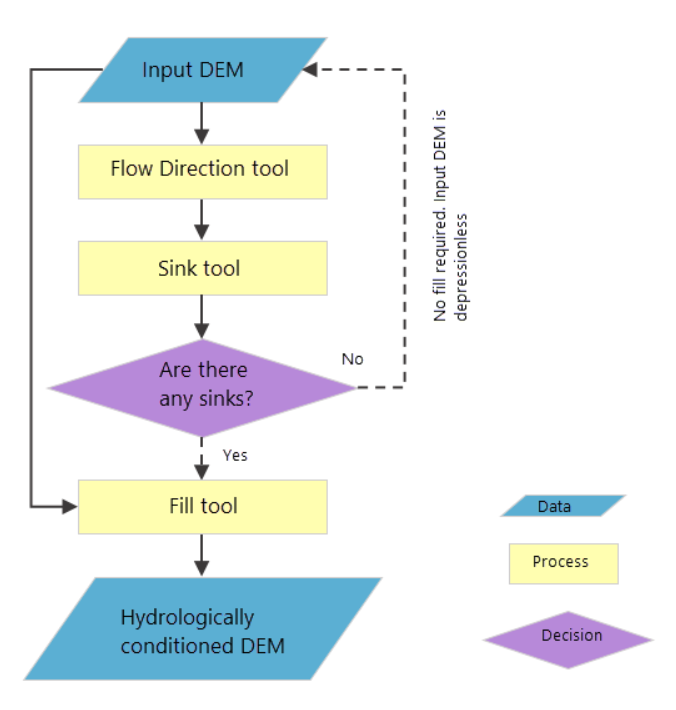 Input DEM
Flow Direction tool
Sink tool
Are there
any sinks?
No
No fill required. Input DEM is
depressionless
Yes
Fill tool
Hydrologically
conditioned DEM
Data
Process
Decision